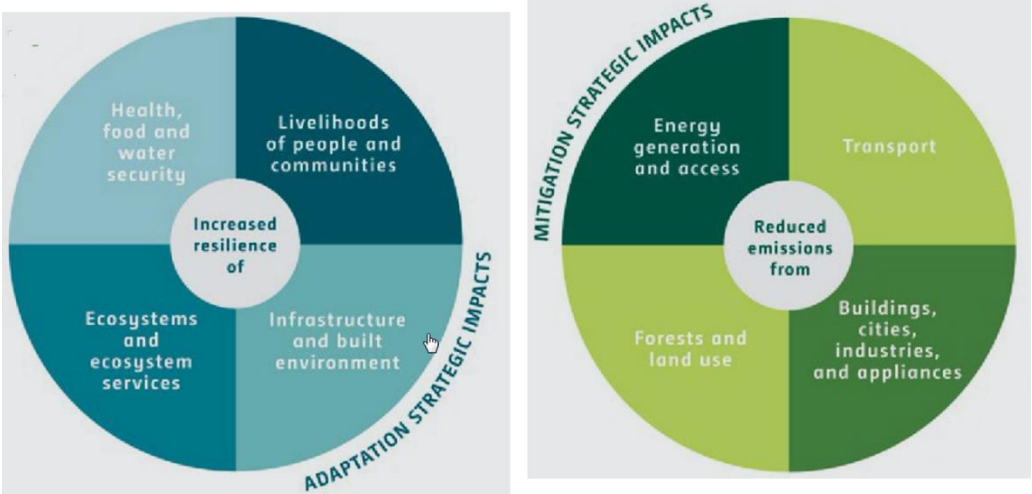 Health,
food and
water
security
Livelihoods
of people and
communities
Increased
resilience
of
Ecosystems
and
ecosystem
services
Infrastructure
and built
environment
ADAPTATION STRATEGIC IMPACTS
MITIGATION STRATEGIC IMPACTS
Energy
generation
and access
Transport
Reduced
emissions
from
Forests and
land use
Buildings,
cities,
industries,
and appliances